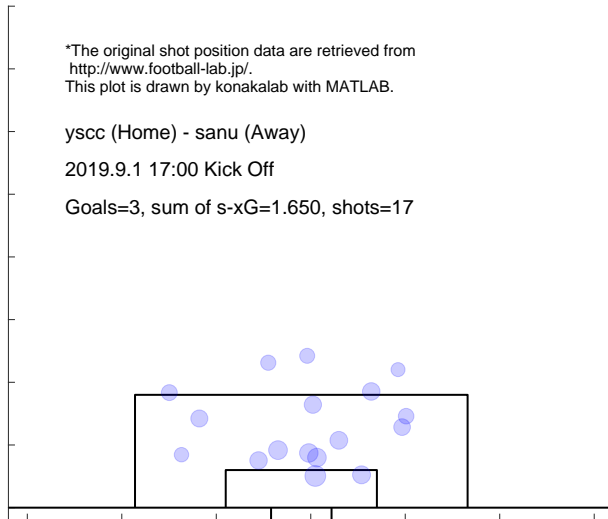 *The original shot position data are retrieved from
http://www.football-lab.jp/.
This plot is drawn by konakalab with MATLAB.
yscc (Home) - sanu (Away)
2019.9.1 17:00 Kick Off
Goals=3, sum of s-xG=1.650, shots=17